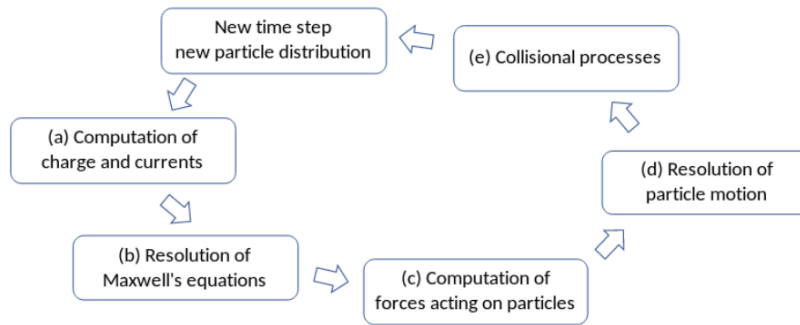 New time step
new particle distribution
(e) Collisional processes
(a) Computation of
charge and currents
(d) Resolution of
particle motion
(b) Resolution of
Maxwell's equations
(c) Computation of
forces acting on particles